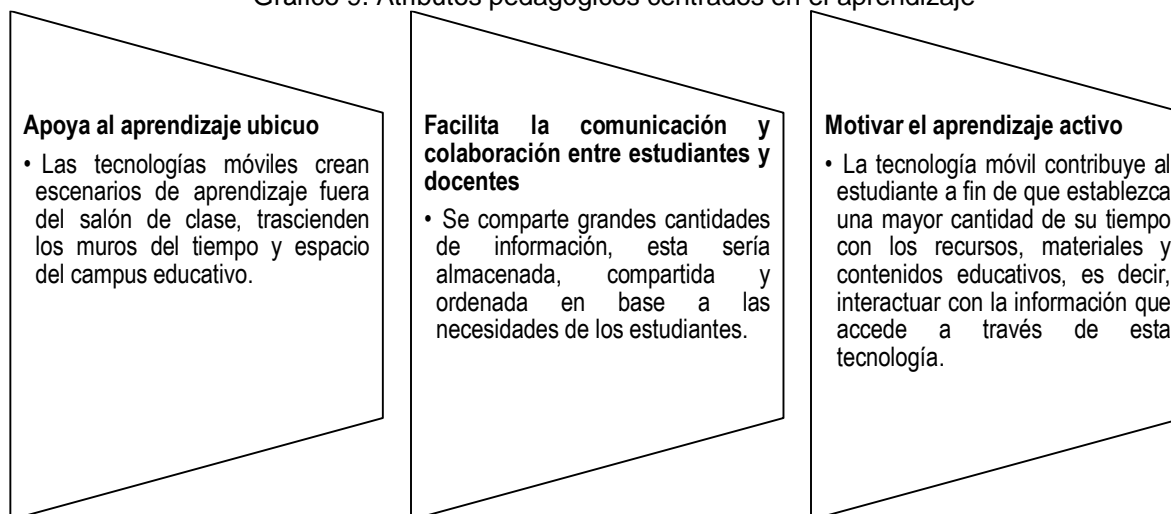 Gráfico 9. Atributos pedagógicos centrados en el aprendizaje
Apoya al aprendizaje ubicuo
• Las tecnologías móviles crean
escenarios de aprendizaje fuera
del salón de clase, trascienden
los muros del tiempo y espacio
del campus educativo.
Facilita la comunicación y
colaboración entre estudiantes y
docentes
• Se comparte grandes cantidades
de información, esta sería
almacenada, compartida y
ordenada en base a las
necesidades de los estudiantes.
Motivar el aprendizaje activo
• La tecnología móvil contribuye al
estudiante a fin de que establezca
una mayor cantidad de su tiempo
con los recursos, materiales y
contenidos educativos, es decir,
interactuar con la información que
accede a través de esta
tecnología.